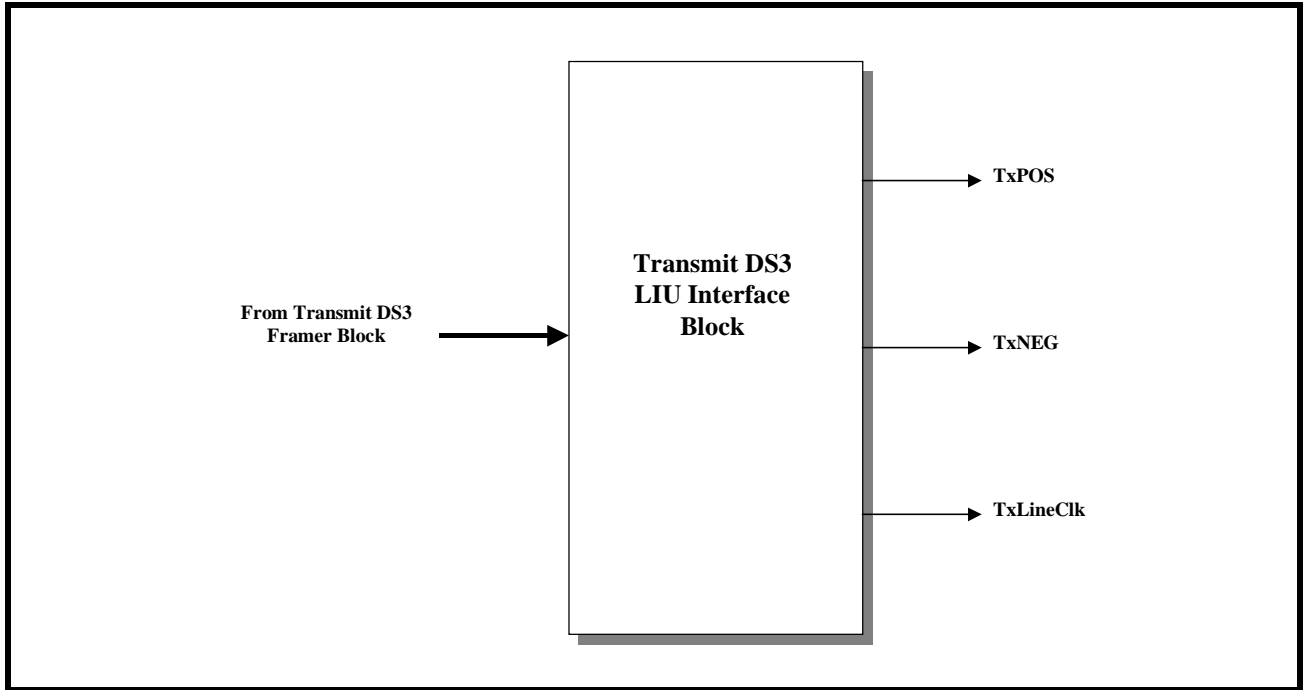 From Transmit DS3
Framer Block
Transmit DS3
LIU Interface
Block
TxPOS
TxNEG
TxLineClk